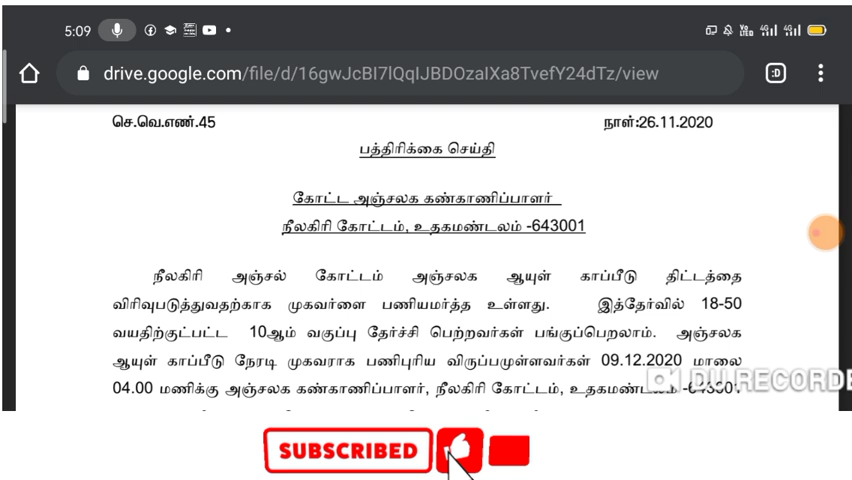 5:09
drive.google.com/file/d/16gwJcBI7lQqIJBDOzaIXa8TvefY24dTz/view
செ.வெ.எண்.45 நாள்:26.11.2020
பத்திரிக்கை செய்தி
கோட்ட அஞ்சலக கண்காணிப்பாளர்
நீலகிரி கோட்டம், உதகமண்டலம் -643001
நீலகிரி அஞ்சல் கோட்டம் அஞ்சலக ஆயுள் காப்பீடு திட்டத்தை
விரிவுபடுத்துவதற்காக முகவர்ளை பணியமர்த்த உள்ளது. இத்தேர்வில் 18-50
வயதிற்குட்பட்ட 10ஆம் வகுப்பு தேர்ச்சி பெற்றவர்கள் பங்குப்பெறலாம். அஞ்சலக
ஆயுள் காப்பீடு நேரடி முகவராக பணிபுரிய விருப்பமுள்ளவர்கள் 09.12.2020 மாலை
04.00 மணிக்கு அஞ்சலக கண்காணிப்பாளர், நீலகிரி கோட்டம், உதகமண்டலம் -643001
DU RECORDE
SUBSCRIBED